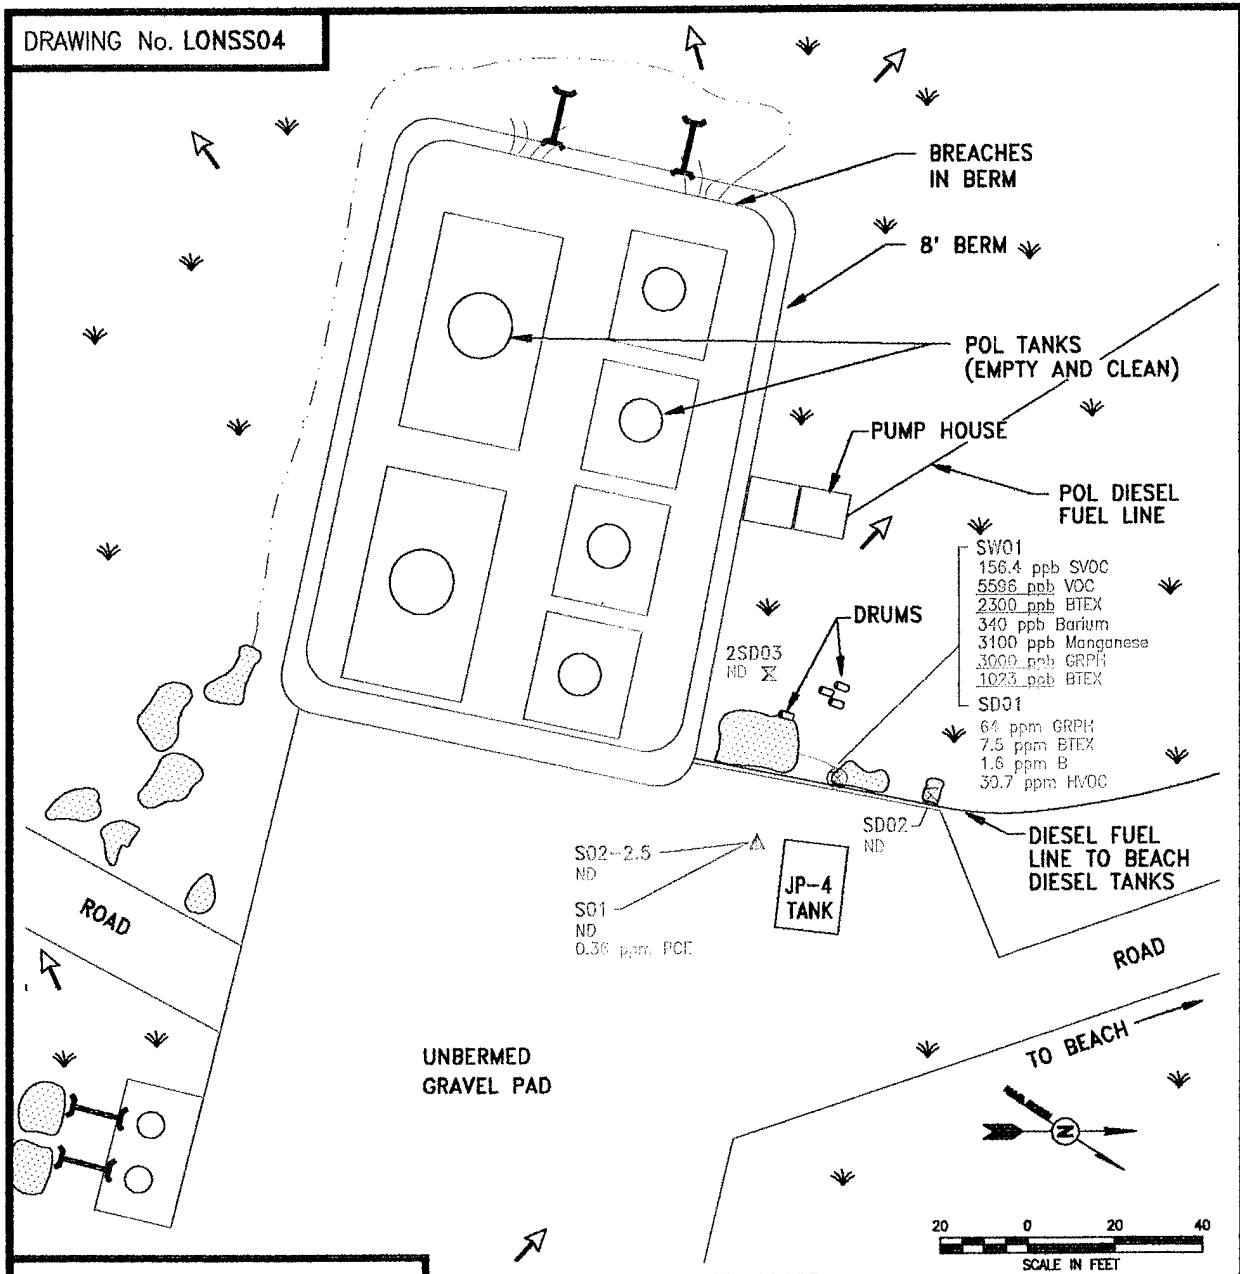 DRAWING No. LONSS04
BREACHES
IN BERM
8' BERM
POL TANKS
(EMPTY AND CLEAN)
PUMP HOUSE
POL DIESEL
FUEL LINE
SW01
156.4 ppb SVOC
5596 ppb VOC
2300 ppb BTEX
340 ppb Barium
3100 ppb Manganese
3000 ppb GRPH
1023 ppb BTEX
SD01
64 ppm GRPH
7.5 ppm BTEX
1.6 ppm B
30.7 ppm HVOC
DRUMS
2SD03
ND
SD02
ND
DIESEL FUEL
LINE TO BEACH
DIESEL TANKS
S02-2.5
ND
S01
ND
0.36 ppm PCE
JP-4
TANK
ROAD
ROAD
TO BEACH
UNBERMED
GRAVEL PAD
N
20 0 20 40
SCALE IN FEET